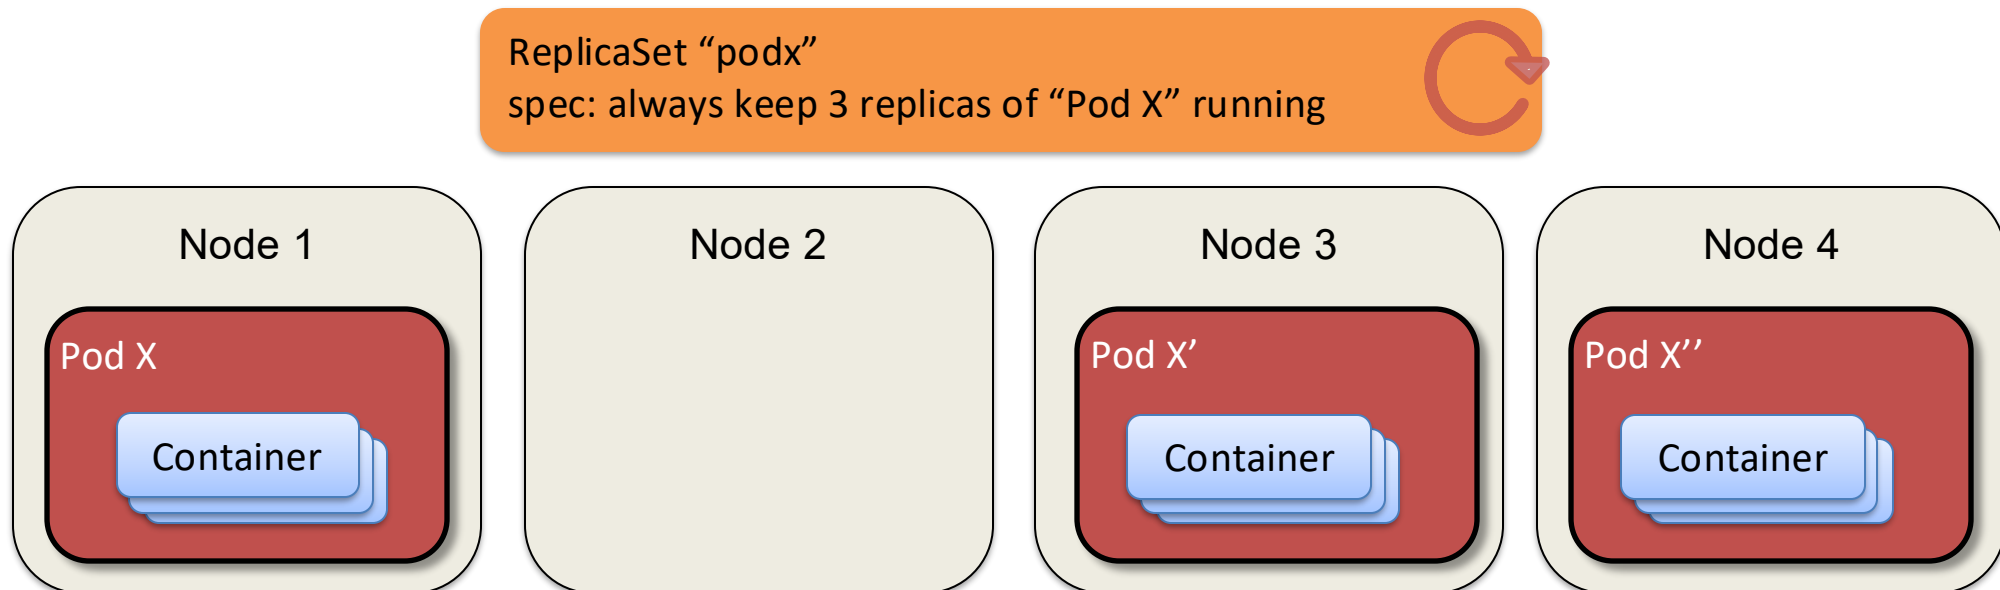 ReplicaSet “podx”
spec: always keep 3 replicas of “Pod X” running
Node 1
Node 2
Node 3
Node 4
Pod X
Pod X’
Pod X’’
Container
Container
Container